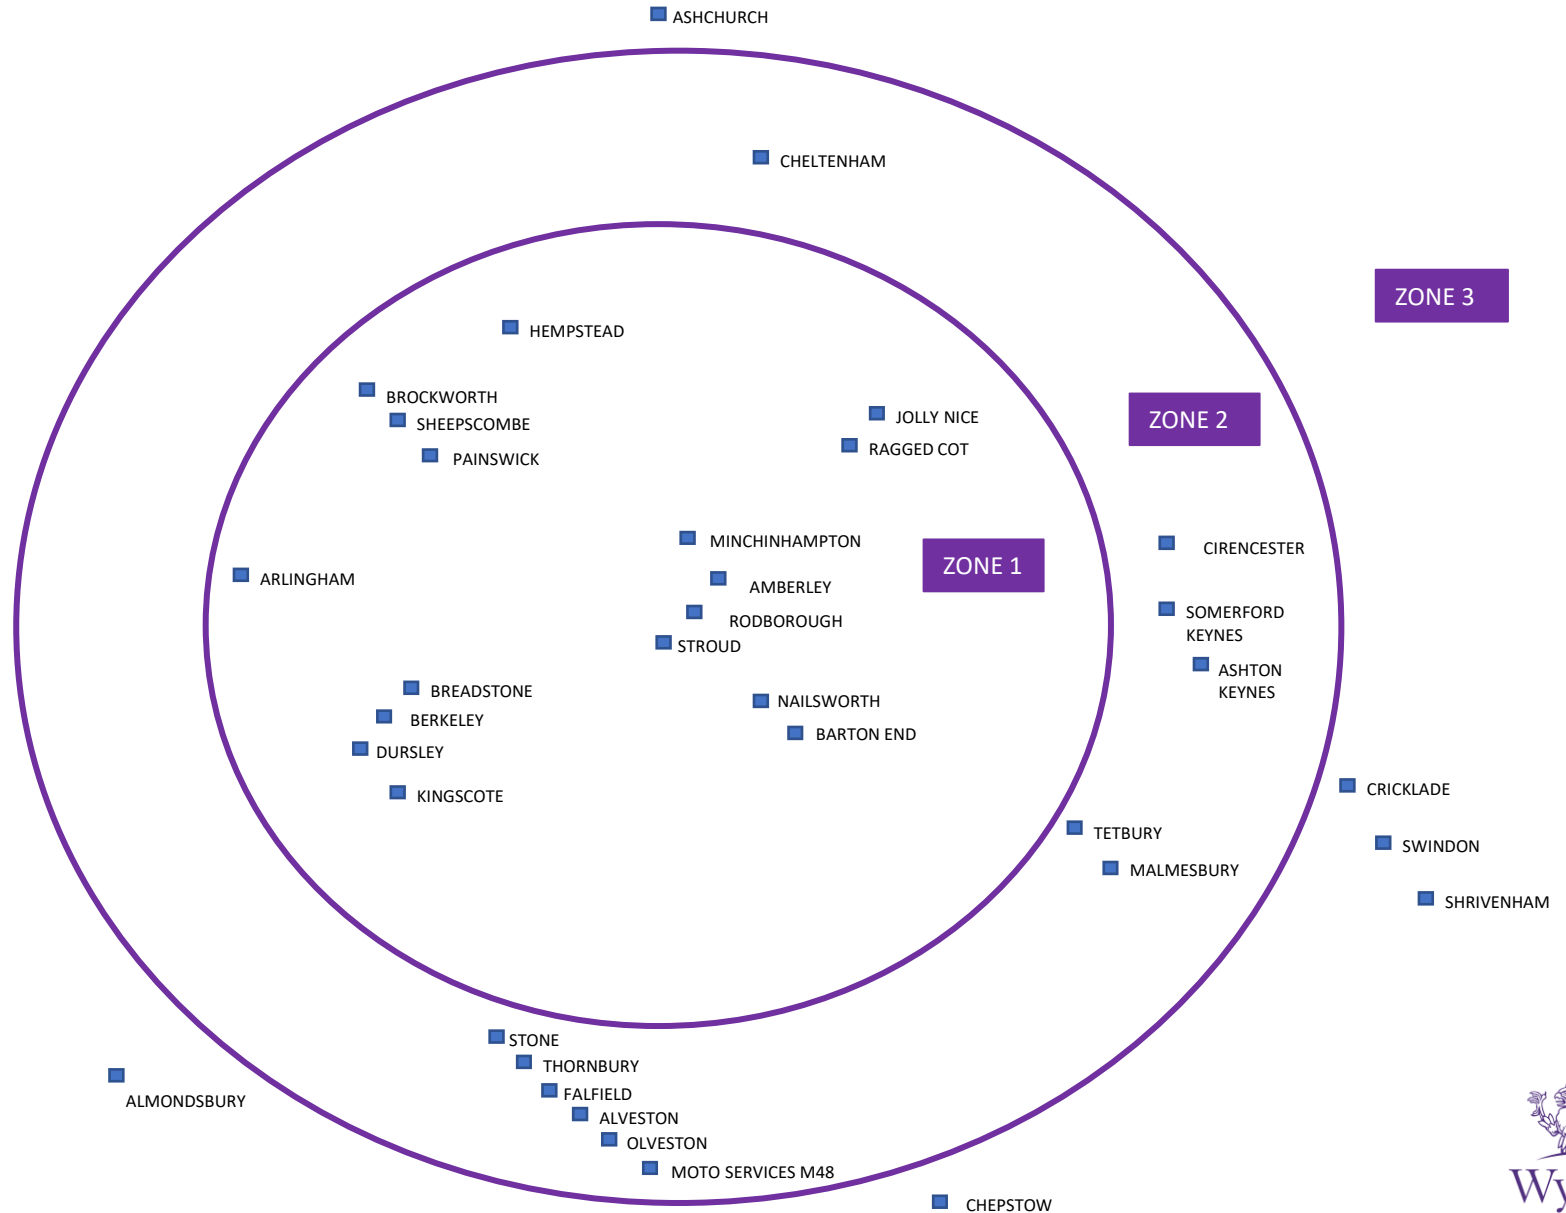 ASHCHURCH
CHELTENHAM
ZONE 3
HEMPSTEAD
BROCKWORTH
SHEEPSCOMBE
PAINSWICK
JOLLY NICE
RAGGED COT
ZONE 2
MINCHINHAMPTON
ZONE 1
CIRENCESTER
ARLINGHAM
AMBERLEY
RODBOROUGH
STROUD
SOMERFORD
KEYNES
ASHTON
KEYNES
BREADSTONE
BERKELEY
DURSLEY
KINGSCOTE
NAILSWORTH
BARTON END
CRICKLADE
TETBURY
SWINDON
MALMESBURY
SHRIVENHAM
STONE
THORNBURY
FALFIELD
ALMONDSBURY
ALVESTON
OLVESTON
MOTO SERVICES M48
CHEPSTOW